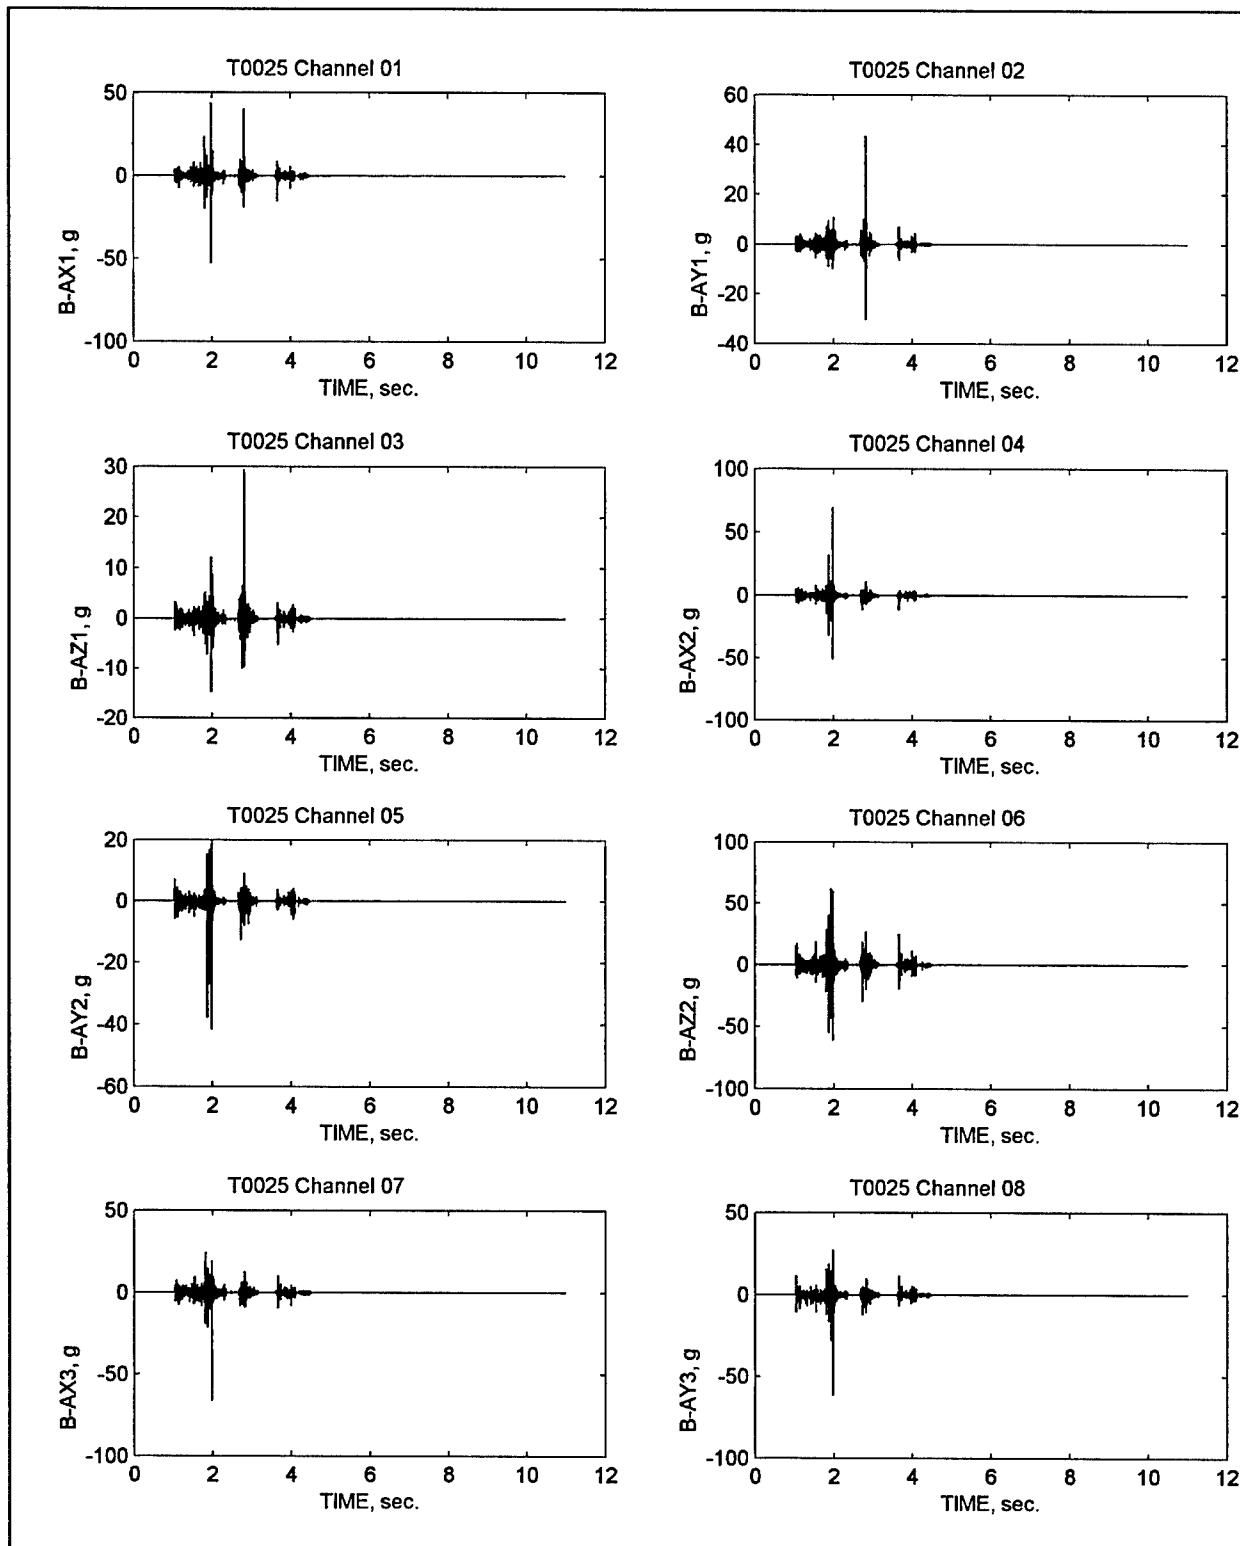 T0025 Channel 01
50
0
-50
-100
B-AX1, g
0 2 4 6 8 10 12
TIME, sec.
T0025 Channel 02
60
40
20
0
-20
-40
B-AY1, g
0 2 4 6 8 10 12
TIME, sec.
T0025 Channel 03
30
20
10
0
-10
-20
B-AZ1, g
0 2 4 6 8 10 12
TIME, sec.
T0025 Channel 04
100
50
0
-50
-100
B-AX2, g
0 2 4 6 8 10 12
TIME, sec.
T0025 Channel 05
20
0
-20
-40
-60
B-AY2, g
0 2 4 6 8 10 12
TIME, sec.
T0025 Channel 06
100
50
0
-50
-100
B-AZ2, g
0 2 4 6 8 10 12
TIME, sec.
T0025 Channel 07
50
0
-50
-100
B-AX3, g
0 2 4 6 8 10 12
TIME, sec.
T0025 Channel 08
50
0
-50
-100
B-AY3, g
0 2 4 6 8 10 12
TIME, sec.